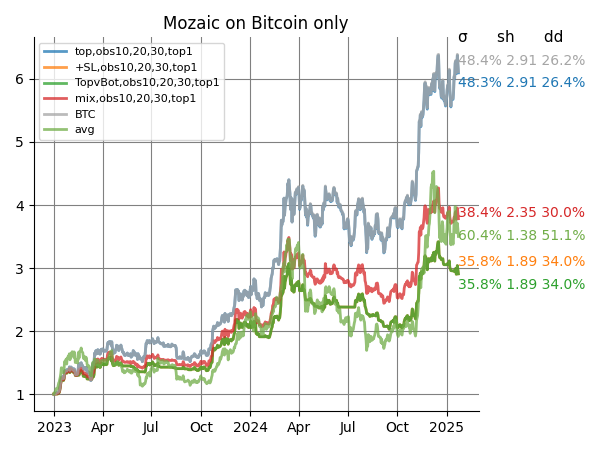 Mozaic on Bitcoin only
σ sh dd
top,obs10,20,30,top1
+SL,obs10,20,30,top1
TopvBot,obs10,20,30,top1
mix,obs10,20,30,top1
BTC
avg
48.4% 2.91 26.2%
48.3% 2.91 26.4%
38.4% 2.35 30.0%
60.4% 1.38 51.1%
35.8% 1.89 34.0%
35.8% 1.89 34.0%
6
5
4
3
2
1
2023 Apr Jul Oct 2024 Apr Jul Oct 2025